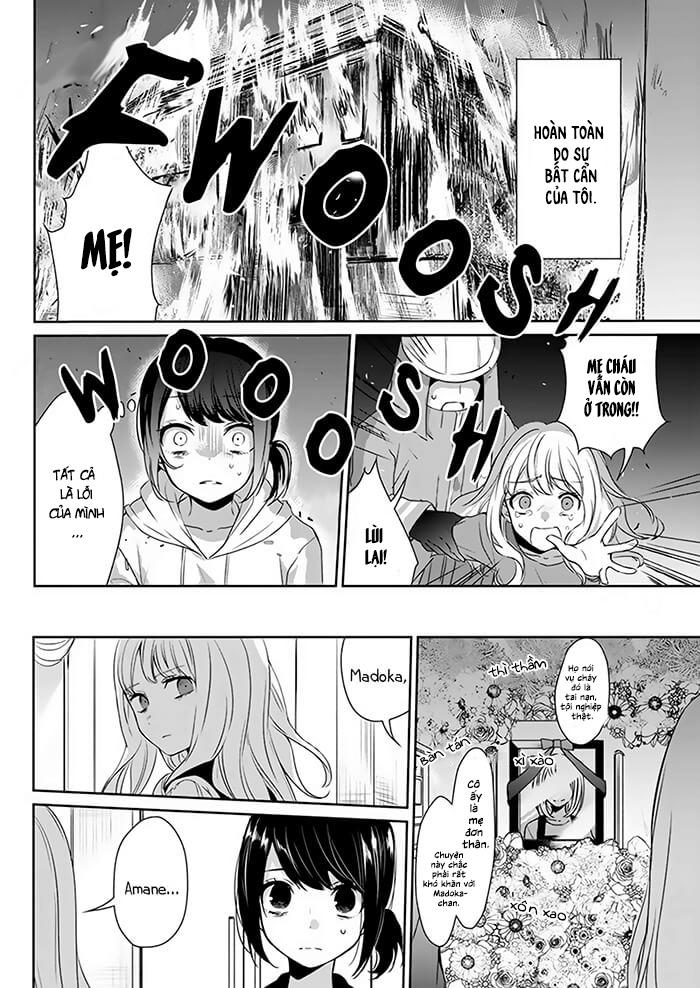 HOÀN TOÀN
DO SỰ
BẤT CẨN
CỦA TÔI.
FWOOSH
MẸ!
MẸ CHÁU
VẪN CÒN
Ở TRONG!!
LÙI
LẠI!
WOOOSH
TẤT CẢ
LÀ LỖI
CỦA MÌNH
...
Họ nói
vụ cháy
đó là
tai nạn,
tội nghiệp
thật.
thì thầm
Bàn tán
xì xào
Cô
ấy là
mẹ
đơn
thân.
Chuyện
này chắc
phải rất
khó khăn với
Madoka-
chan.
xôn xao
Madoka,
Amane...